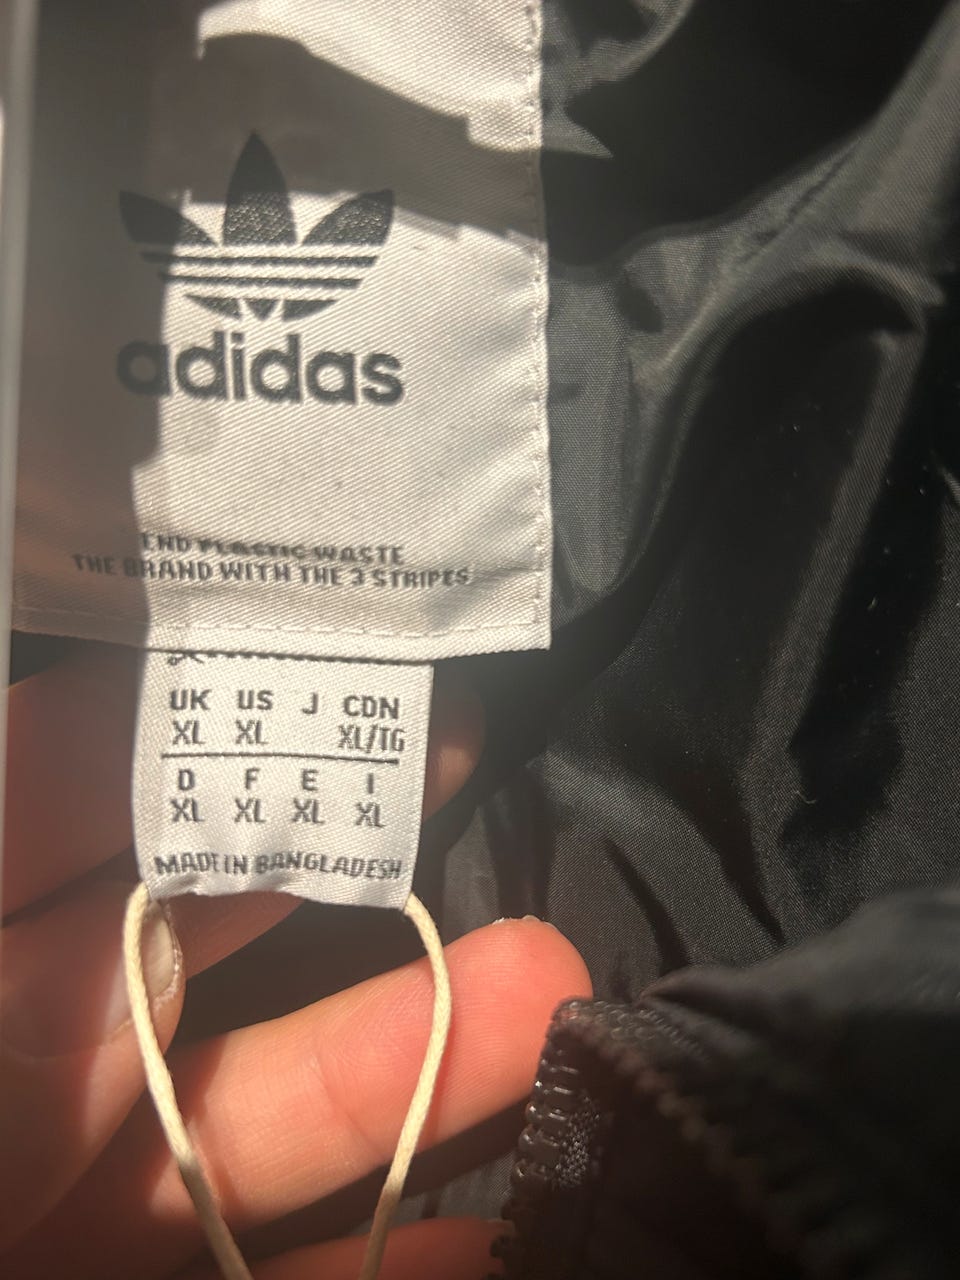 adidas
END PLASTIC WASTE
THE BRAND WITH THE 3 STRIPES
UK US J CDN
XL XL XL/TG
D F E I
XL XL XL XL
MADE IN BANGLADESH